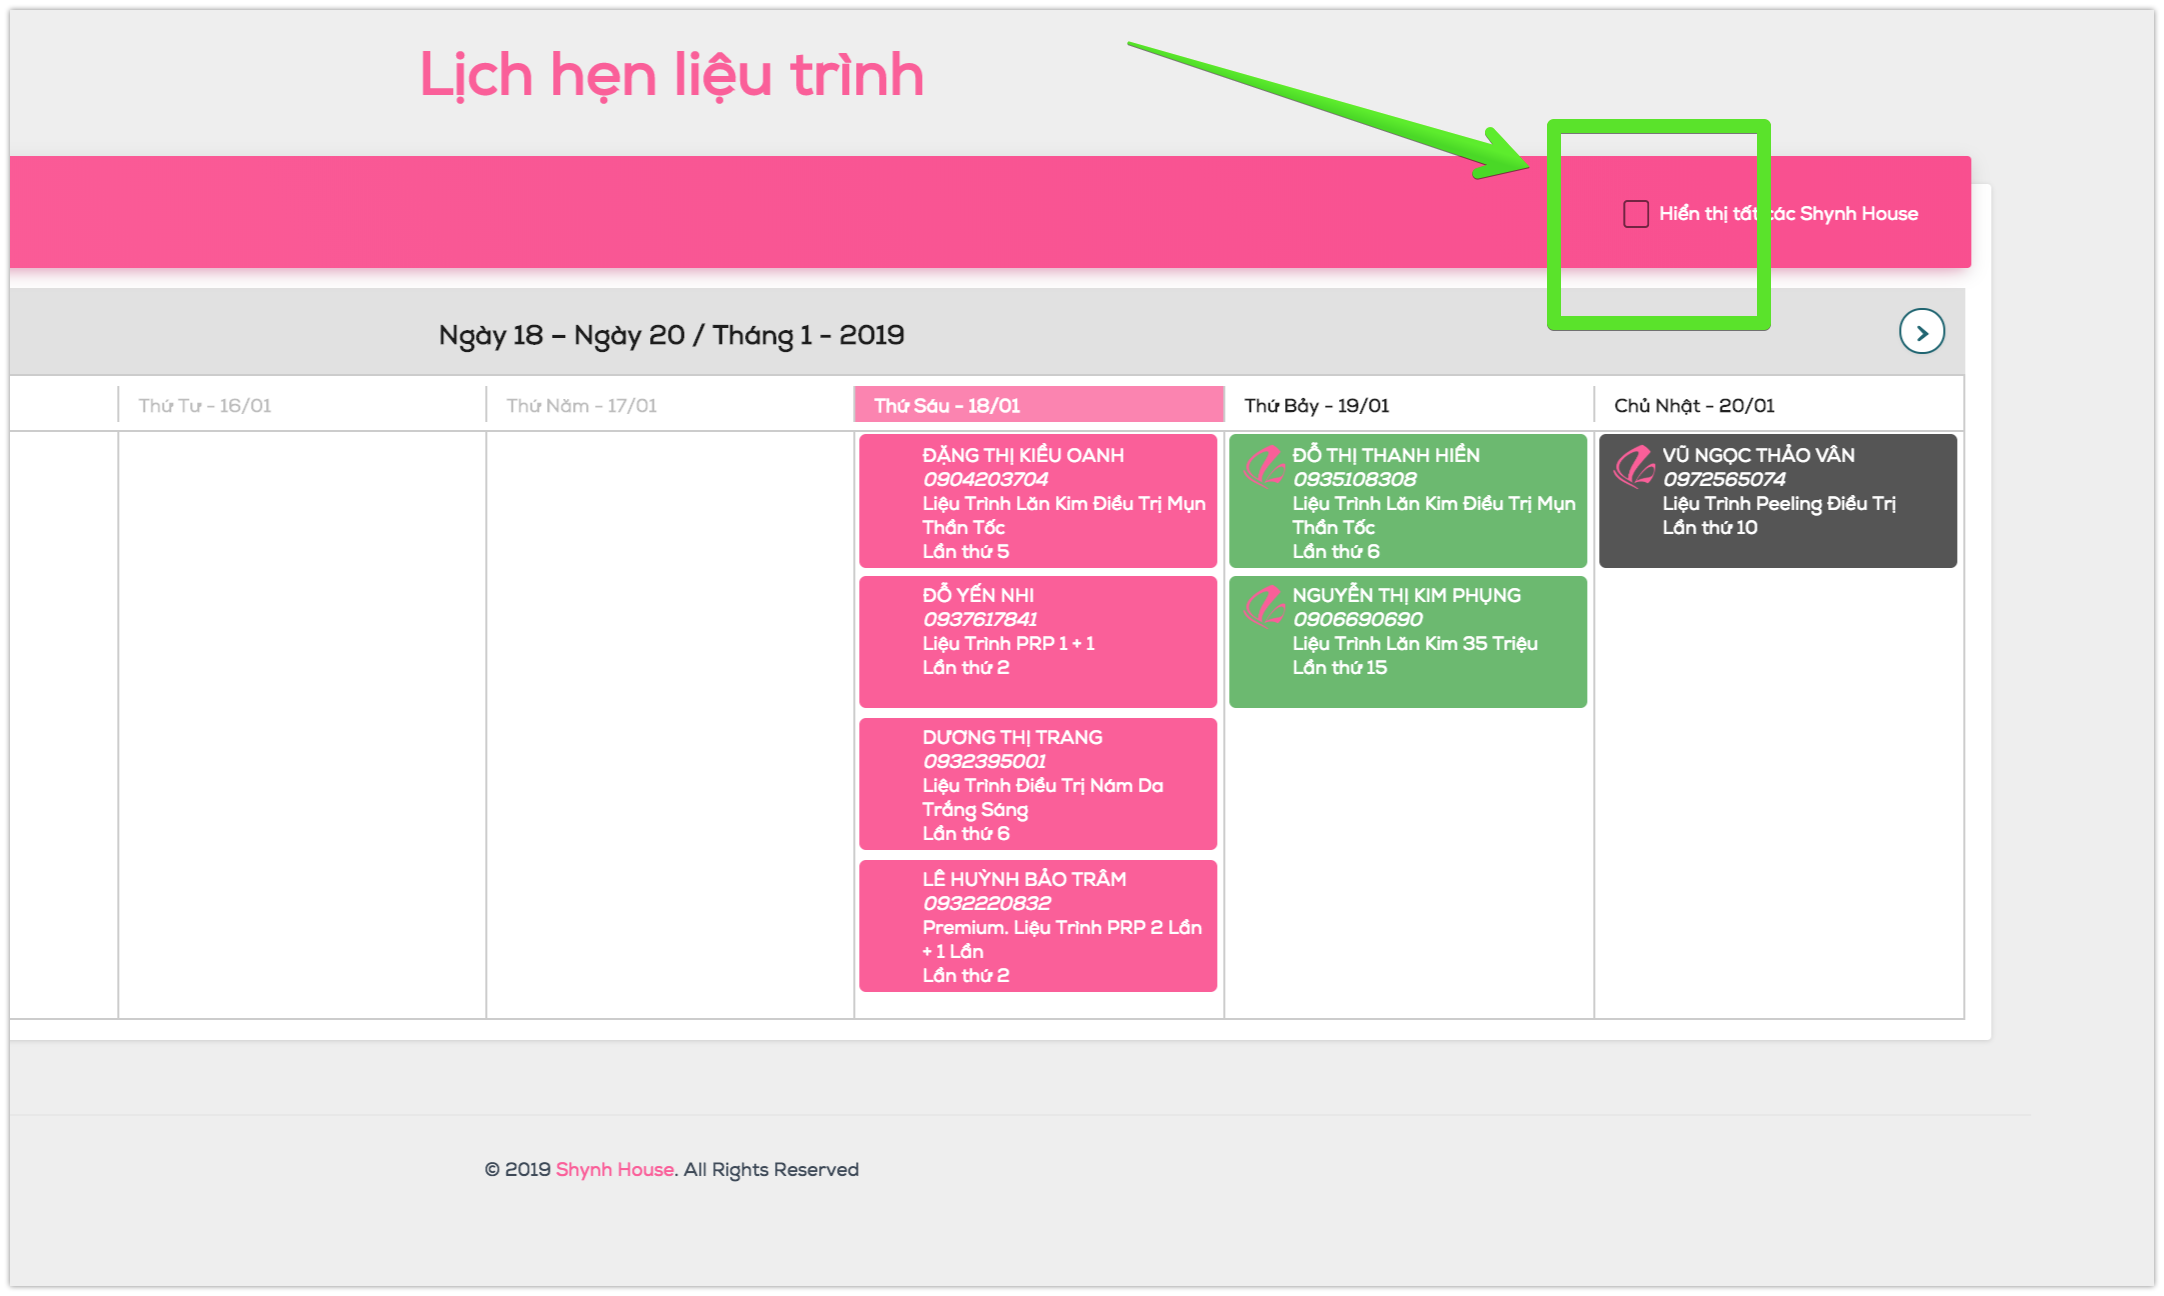 Lịch hẹn liệu trình
Hiển thị tất các Shynh House
Ngày 18 – Ngày 20 / Tháng 1 - 2019
Thứ Tư - 16/01
Thứ Năm - 17/01
Thứ Sáu - 18/01
Thứ Bảy - 19/01
Chủ Nhật - 20/01
ĐẶNG THỊ KIỀU OANH
0904203704
Liệu Trình Lăn Kim Điều Trị Mụn
Thần Tốc
Lần thứ 5
ĐỖ YẾN NHI
0937617841
Liệu Trình PRP 1 + 1
Lần thứ 2
DƯƠNG THỊ TRANG
0932395001
Liệu Trình Điều Trị Nám Da
Trắng Sáng
Lần thứ 6
LÊ HUỲNH BẢO TRÂM
0932220832
Premium. Liệu Trình PRP 2 Lần
+ 1 Lần
Lần thứ 2
ĐỖ THỊ THANH HIỀN
0935108308
Liệu Trình Lăn Kim Điều Trị Mụn
Thần Tốc
Lần thứ 6
NGUYỄN THỊ KIM PHỤNG
0906690690
Liệu Trình Lăn Kim 35 Triệu
Lần thứ 15
VŨ NGỌC THẢO VÂN
0972565074
Liệu Trình Peeling Điều Trị
Lần thứ 10
© 2019 Shynh House. All Rights Reserved